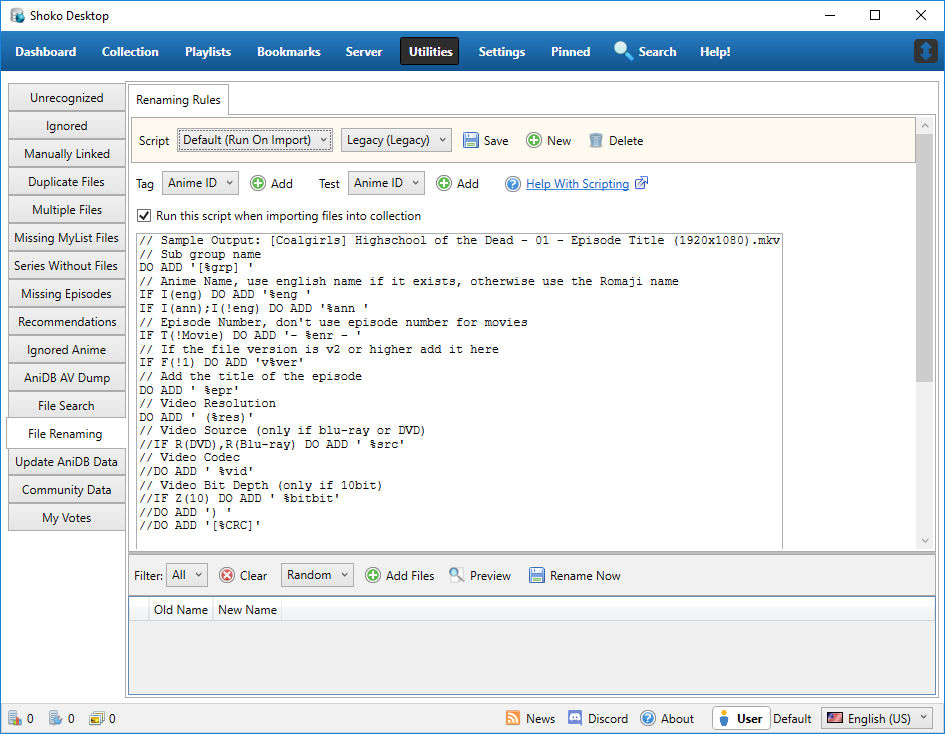 Shoko Desktop
Dashboard Collection Playlists Bookmarks Server Utilities Settings Pinned Search Help!
Unrecognized
Ignored
Manually Linked
Duplicate Files
Multiple Files
Missing MyList Files
Series Without Files
Missing Episodes
Recommendations
Ignored Anime
AniDB AV Dump
File Search
File Renaming
Update AniDB Data
Community Data
My Votes
Renaming Rules
Script Default (Run On Import) Legacy (Legacy) Save New Delete
Tag Anime ID Add Test Anime ID Add Help With Scripting
Run this script when importing files into collection
// Sample Output: [Coalgirls] Highschool of the Dead - 01 - Episode Title (1920x1080).mkv
// Sub group name
DO ADD '[%grp] '
// Anime Name, use english name if it exists, otherwise use the Romaji name
IF I(eng) DO ADD '%eng '
IF I(ann);I(!eng) DO ADD '%ann '
// Episode Number, don't use episode number for movies
IF T(!Movie) DO ADD '- %enr - '
// If the file version is v2 or higher add it here
IF F(!1) DO ADD 'v%ver'
// Add the title of the episode
DO ADD ' %epr'
// Video Resolution
DO ADD ' (%res)'
// Video Source (only if blu-ray or DVD)
//IF R(DVD),R(Blu-ray) DO ADD ' %src'
// Video Codec
//DO ADD ' %vid'
// Video Bit Depth (only if 10bit)
//IF Z(10) DO ADD ' %bitbit'
//DO ADD ') '
//DO ADD '[%CRC]'
Filter: All Clear Random Add Files Preview Rename Now
Old Name New Name
0 0 0 News Discord About User Default English (US)